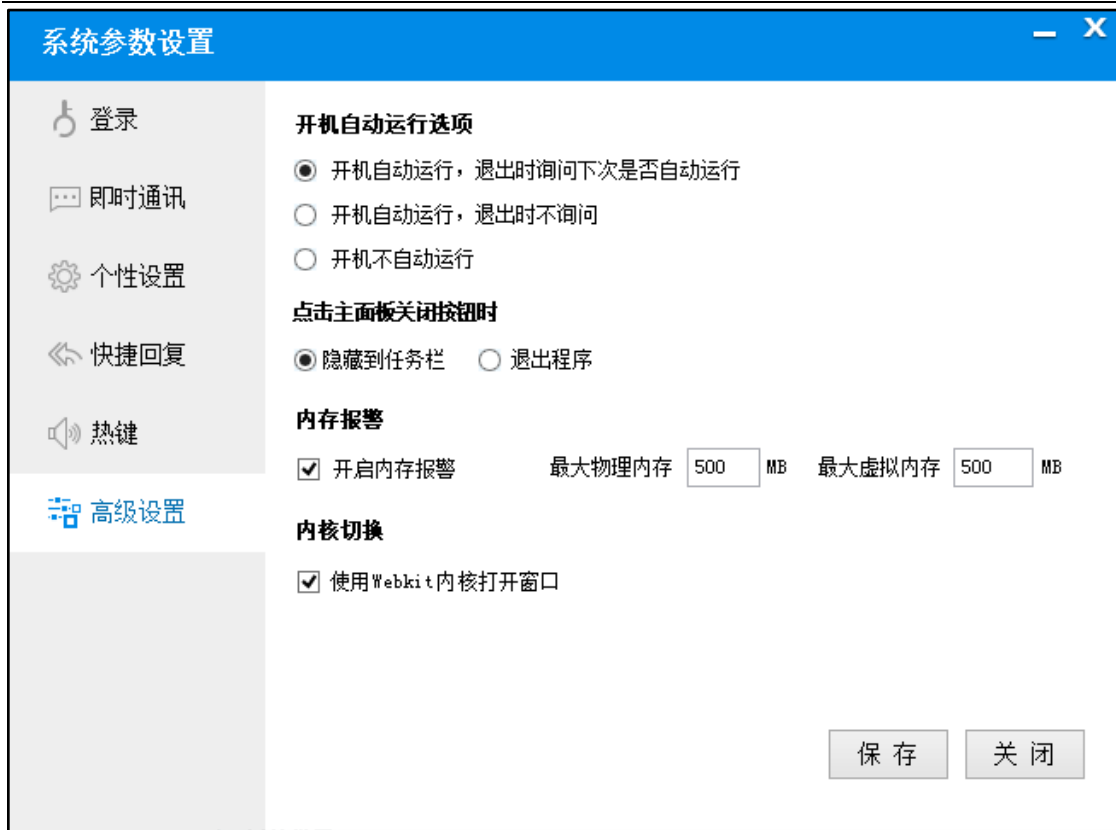 系统参数设置
登录
即时通讯
个性设置
快捷回复
热键
高级设置
开机自动运行选项
开机自动运行，退出时询问下次是否自动运行
开机自动运行，退出时不询问
开机不自动运行
点击主面板关闭按钮时
隐藏到任务栏 退出程序
内存报警
开启内存报警 最大物理内存 500 MB 最大虚拟内存 500 MB
内核切换
使用Webkit内核打开窗口
保 存 关 闭